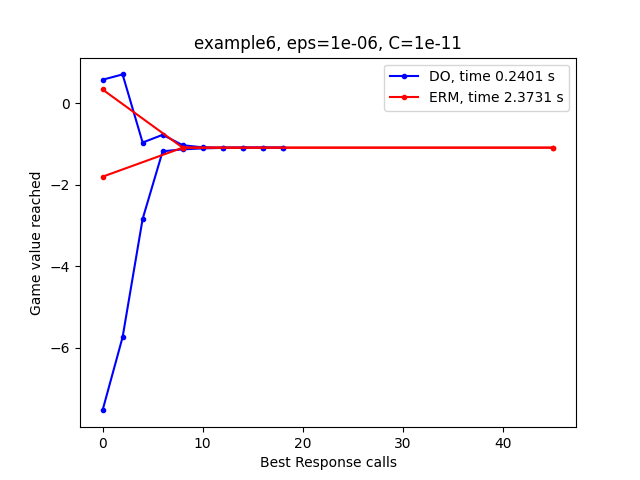 example6, eps=1e-06, C=1e-11
DO, time 0.2401 s
ERM, time 2.3731 s
Game value reached
0
−2
−4
−6
0 10 20 30 40
Best Response calls